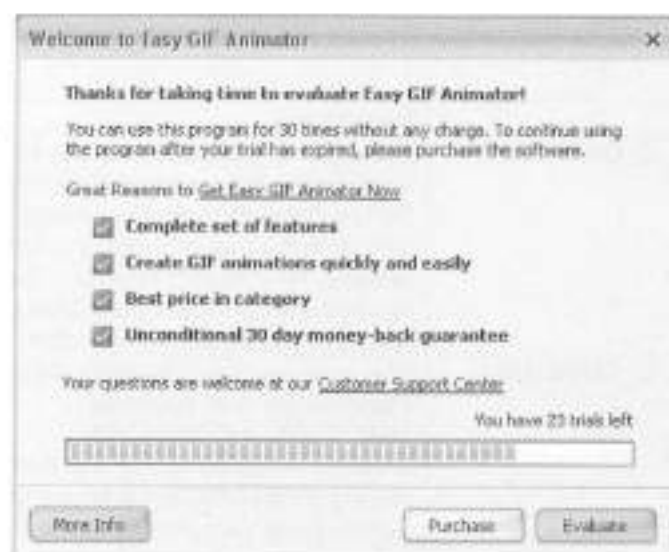 Welcome to Easy GIF Animator
Thanks for taking time to evaluate Easy GIF Animator!
You can use this program for 30 times without any charge. To continue using
the program after your trial has expired, please purchase the software.
Great Reasons to Get Easy GIF Animator Now
Complete set of features
Create GIF animations quickly and easily
Best price in category
Unconditional 30 day money-back guarantee
Your questions are welcome at our Customer Support Center
You have 23 trials left
More Info
Purchase
Evaluate